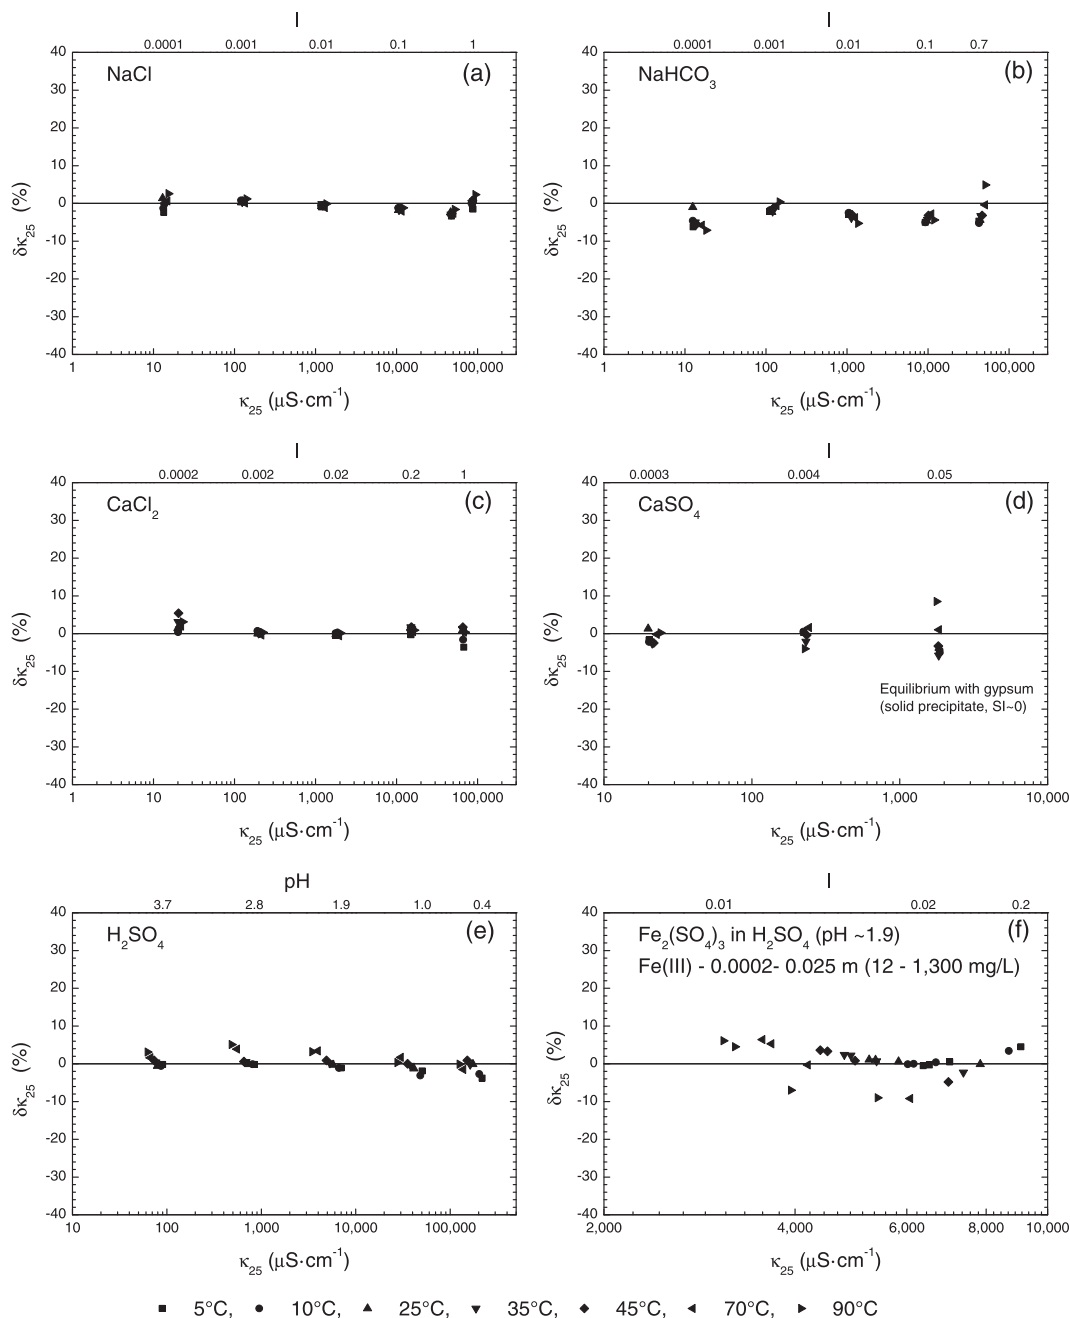 I
I
0.0001 0.001 0.01 0.1 1
0.0001 0.001 0.01 0.1 0.7
40
30
20
10
0
-10
-20
-30
-40
NaCl
(a)
δκ25 (%)
1 10 100 1,000 10,000 100,000
κ25 (μS·cm-1)
40
30
20
10
0
-10
-20
-30
-40
NaHCO3
(b)
δκ25 (%)
1 10 100 1,000 10,000 100,000
κ25 (μS·cm-1)
I
I
0.0002 0.002 0.02 0.2 1
0.0003 0.004 0.05
40
30
20
10
0
-10
-20
-30
-40
CaCl2
(c)
δκ25 (%)
1 10 100 1,000 10,000 100,000
κ25 (μS·cm-1)
40
30
20
10
0
-10
-20
-30
-40
CaSO4
(d)
δκ25 (%)
Equilibrium with gypsum
(solid precipitate, SI~0)
10 100 1,000 10,000
κ25 (μS·cm-1)
pH
I
3.7 2.8 1.9 1.0 0.4
0.01 0.02 0.2
40
30
20
10
0
-10
-20
-30
-40
H2SO4
(e)
δκ25 (%)
10 100 1,000 10,000 100,000
κ25 (μS·cm-1)
40
30
20
10
0
-10
-20
-30
-40
Fe2(SO4)3 in H2SO4 (pH ~1.9)
(f)
Fe(III) - 0.0002- 0.025 m (12 - 1,300 mg/L)
δκ25 (%)
2,000 4,000 6,000 8,000 10,000
κ25 (μS·cm-1)
5°C, 10°C, 25°C, 35°C, 45°C, 70°C, 90°C